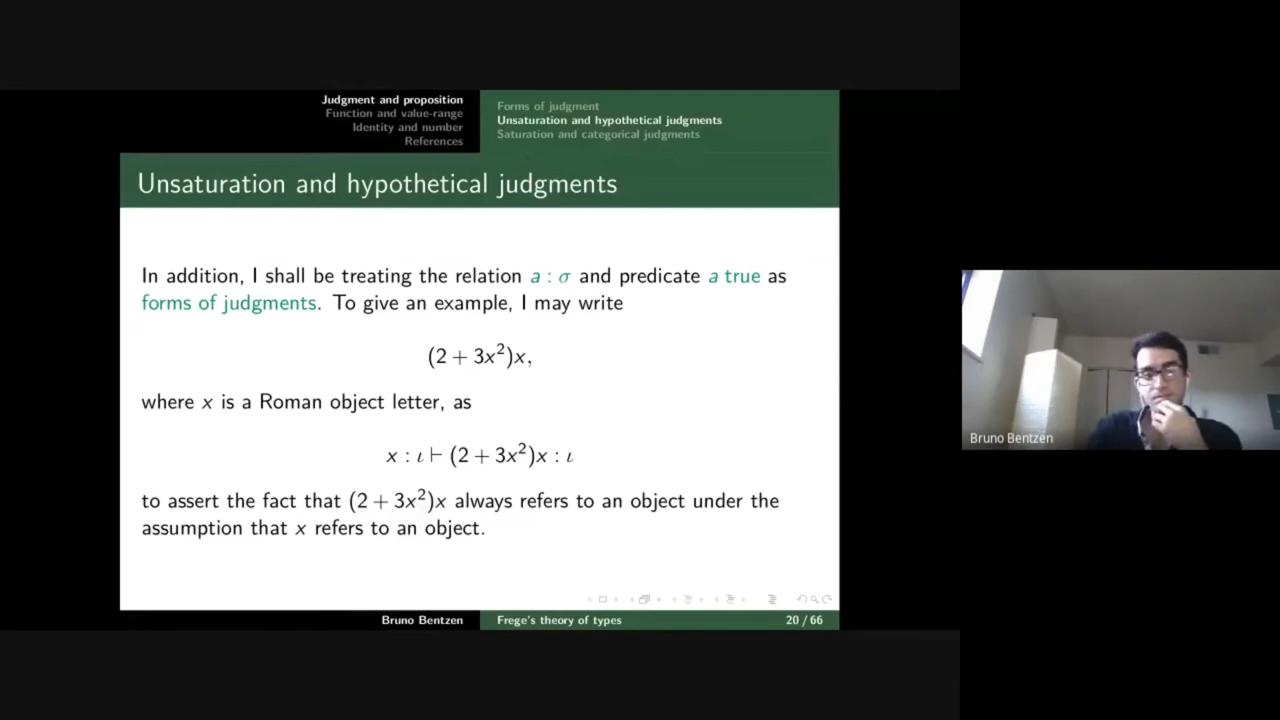 Judgment and proposition
Function and value-range
Identity and number
References
Forms of judgment
Unsaturation and hypothetical judgments
Saturation and categorical judgments
Unsaturation and hypothetical judgments
In addition, I shall be treating the relation a : σ and predicate a true as
forms of judgments. To give an example, I may write
(2 + 3x²)x,
where x is a Roman object letter, as
x : ι ⊢ (2 + 3x²)x : ι
to assert the fact that (2 + 3x²)x always refers to an object under the
assumption that x refers to an object.
Bruno Bentzen
Frege's theory of types
20 / 66
Bruno Bentzen